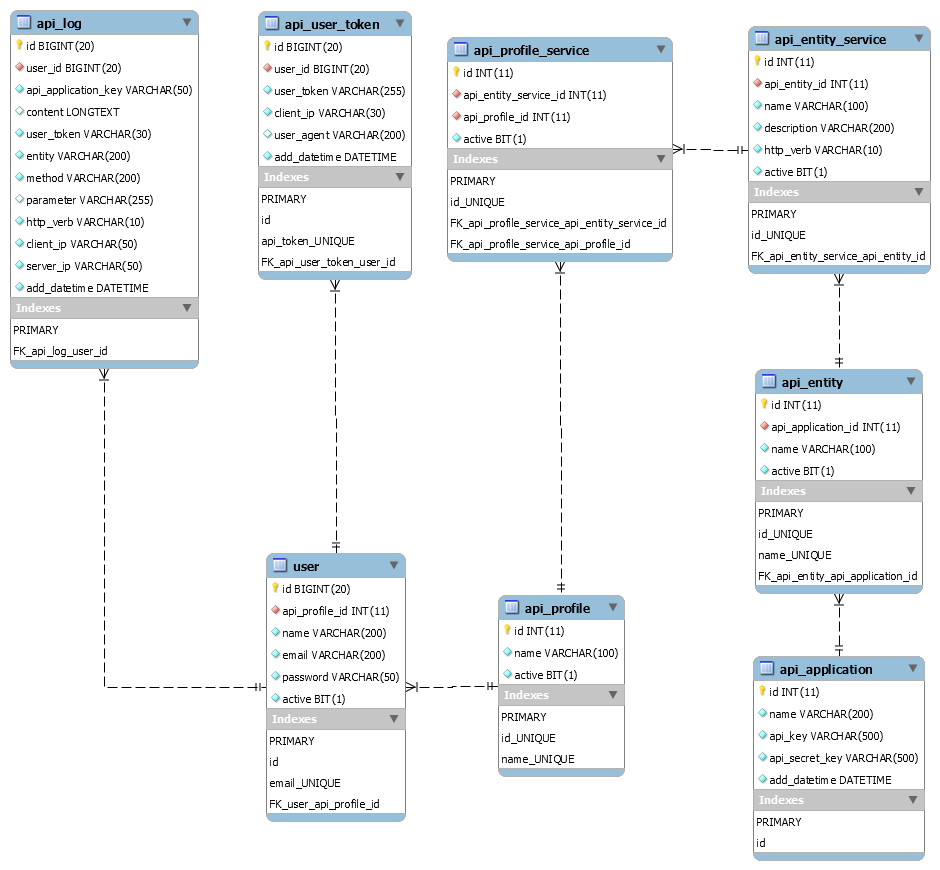 api_log
id BIGINT(20)
user_id BIGINT(20)
api_application_key VARCHAR(50)
content LONGTEXT
user_token VARCHAR(30)
entity VARCHAR(200)
method VARCHAR(200)
parameter VARCHAR(255)
http_verb VARCHAR(10)
client_ip VARCHAR(50)
server_ip VARCHAR(50)
add_datetime DATETIME
Indexes
PRIMARY
FK_api_log_user_id
api_user_token
id BIGINT(20)
user_id BIGINT(20)
user_token VARCHAR(255)
client_ip VARCHAR(30)
user_agent VARCHAR(200)
add_datetime DATETIME
Indexes
PRIMARY
id
api_token_UNIQUE
FK_api_user_token_user_id
api_profile_service
id INT(11)
api_entity_service_id INT(11)
api_profile_id INT(11)
active BIT(1)
Indexes
PRIMARY
id_UNIQUE
FK_api_profile_service_api_entity_service_id
FK_api_profile_service_api_profile_id
api_entity_service
id INT(11)
api_entity_id INT(11)
name VARCHAR(100)
description VARCHAR(200)
http_verb VARCHAR(10)
active BIT(1)
Indexes
PRIMARY
id_UNIQUE
FK_api_entity_service_api_entity_id
api_entity
id INT(11)
api_application_id INT(11)
name VARCHAR(100)
active BIT(1)
Indexes
PRIMARY
id_UNIQUE
name_UNIQUE
FK_api_entity_api_application_id
user
id BIGINT(20)
api_profile_id INT(11)
name VARCHAR(200)
email VARCHAR(200)
password VARCHAR(50)
active BIT(1)
Indexes
PRIMARY
id
email_UNIQUE
FK_user_api_profile_id
api_profile
id INT(11)
name VARCHAR(100)
active BIT(1)
Indexes
PRIMARY
id_UNIQUE
name_UNIQUE
api_application
id INT(11)
name VARCHAR(200)
api_key VARCHAR(500)
api_secret_key VARCHAR(500)
add_datetime DATETIME
Indexes
PRIMARY
id